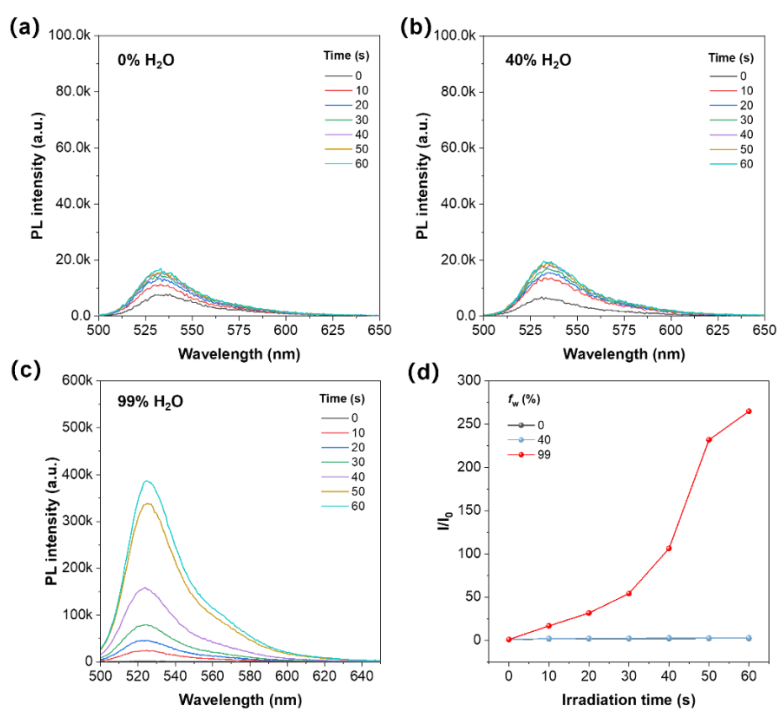 (a)
0% H₂O
Time (s)
0
10
20
30
40
50
60
100.0k
80.0k
60.0k
40.0k
20.0k
0.0
500
525
550
575
600
650
PL intensity (a.u.)
Wavelength (nm)
(b)
40% H₂O
Time (s)
0
10
20
30
40
50
60
100.0k
80.0k
60.0k
40.0k
20.0k
0.0
500
525
550
575
600
650
PL intensity (a.u.)
Wavelength (nm)
(c)
99% H₂O
Time (s)
0
10
20
30
40
50
60
600k
500k
400k
300k
200k
100k
0
500
520
540
560
580
600
620
640
PL intensity (a.u.)
Wavelength (nm)
(d)
fw (%)
0
40
99
300
250
200
150
100
50
0
0
10
20
30
40
50
60
I/I₀
Irradiation time (s)